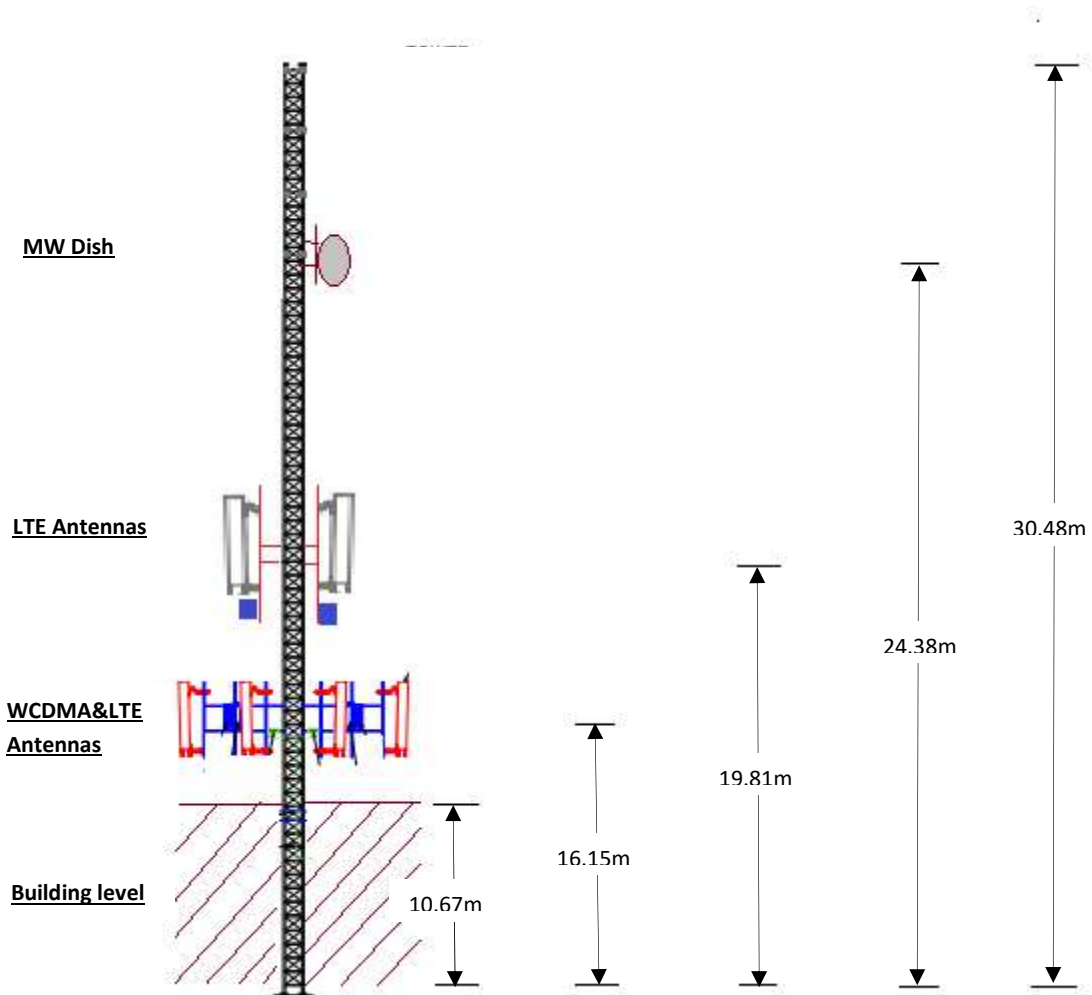 MW Dish
LTE Antennas
30.48m
24.38m
WCDMA&LTE
Antennas
19.81m
16.15m
Building level
10.67m